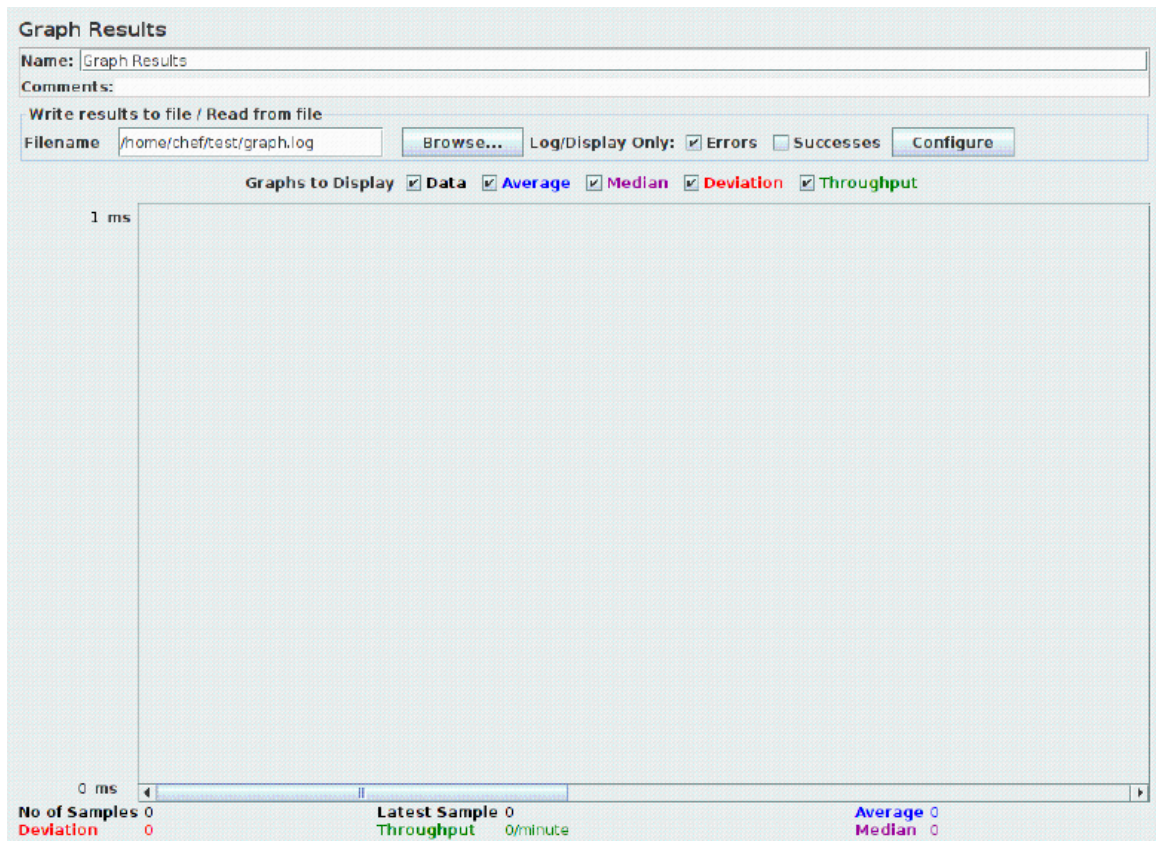 Graph Results
Name: Graph Results
Comments:
Write results to file / Read from file
Filename /home/chef/test/graph.log Browse... Log/Display Only: Errors Successes Configure
Graphs to Display Data Average Median Deviation Throughput
1 ms
0 ms
No of Samples 0 Latest Sample 0 Average 0
Deviation 0 Throughput 0/minute Median 0